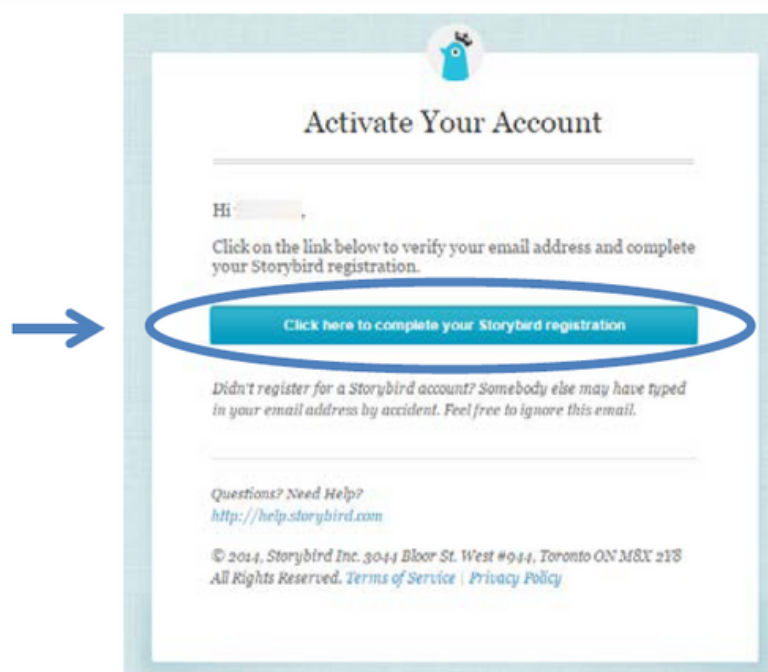 Activate Your Account
Hi ,
Click on the link below to verify your email address and complete
your Storybird registration.
Click here to complete your Storybird registration
Didn't register for a Storybird account? Somebody else may have typed
in your email address by accident. Feel free to ignore this email.
Questions? Need Help?
http://help.storybird.com
© 2014, Storybird Inc. 3044 Bloor St. West #944, Toronto ON M8X 2Y8
All Rights Reserved. Terms of Service | Privacy Policy